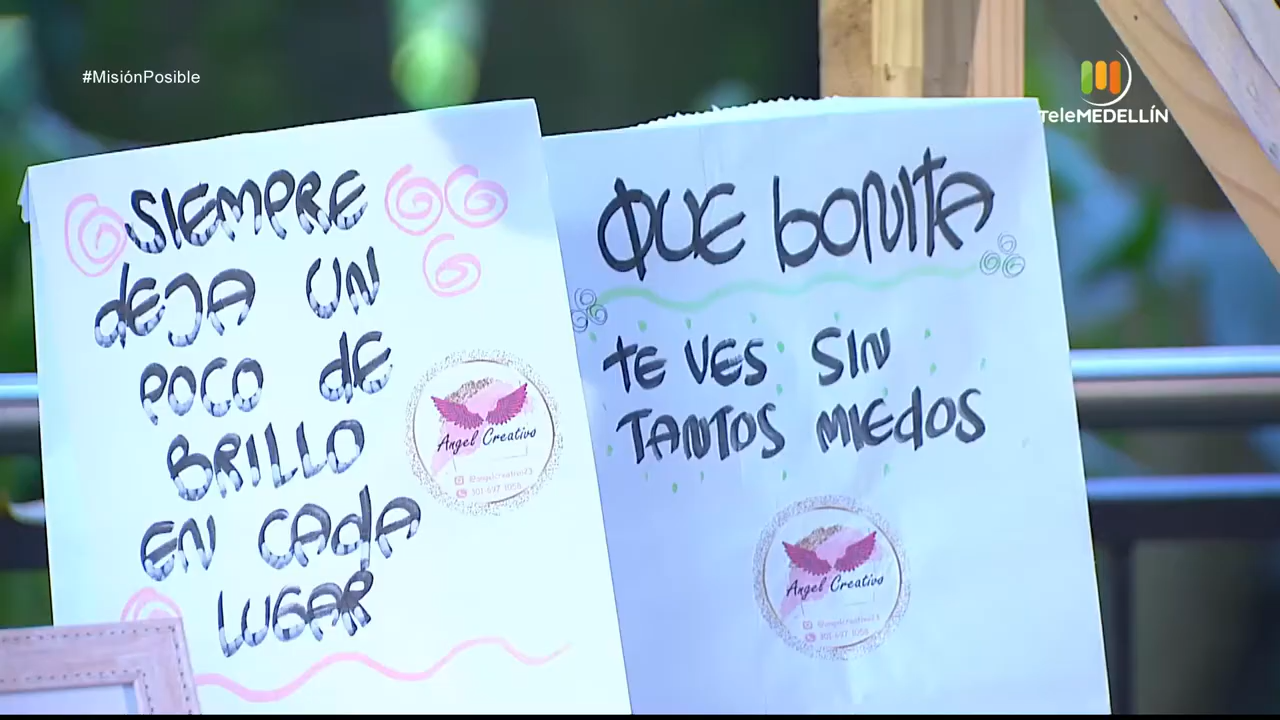 #MisiónPosible
TeleMEDELLÍN
SIEMPRE
dEJA UN
POCO dE
BRILLO
EN CAdA
LUGAR
Angel Creativo
QUE bONITA
TE VES SIN
TANTOS MIEdOS
Angel Creativo